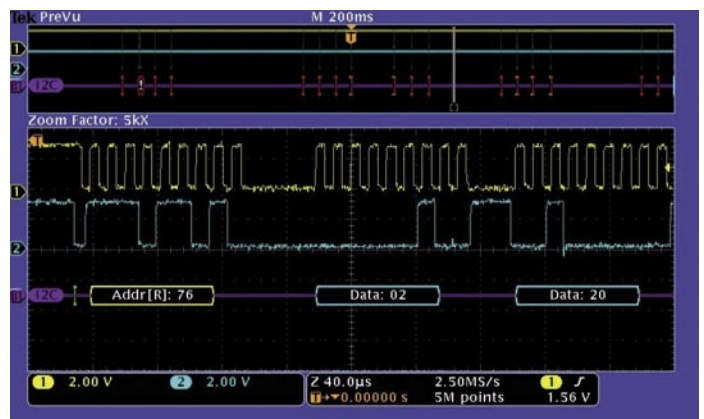 Tek PreVu M 200ms
T
1
2
B1 I2C
Zoom Factor: 5kX
T
1
2
B1 I2C Addr[R]: 76 Data: 02 Data: 20
1 2.00 V 2 2.00 V Z 40.0µs 2.50MS/s 1
T→▼0.00000 s 5M points 1.56 V